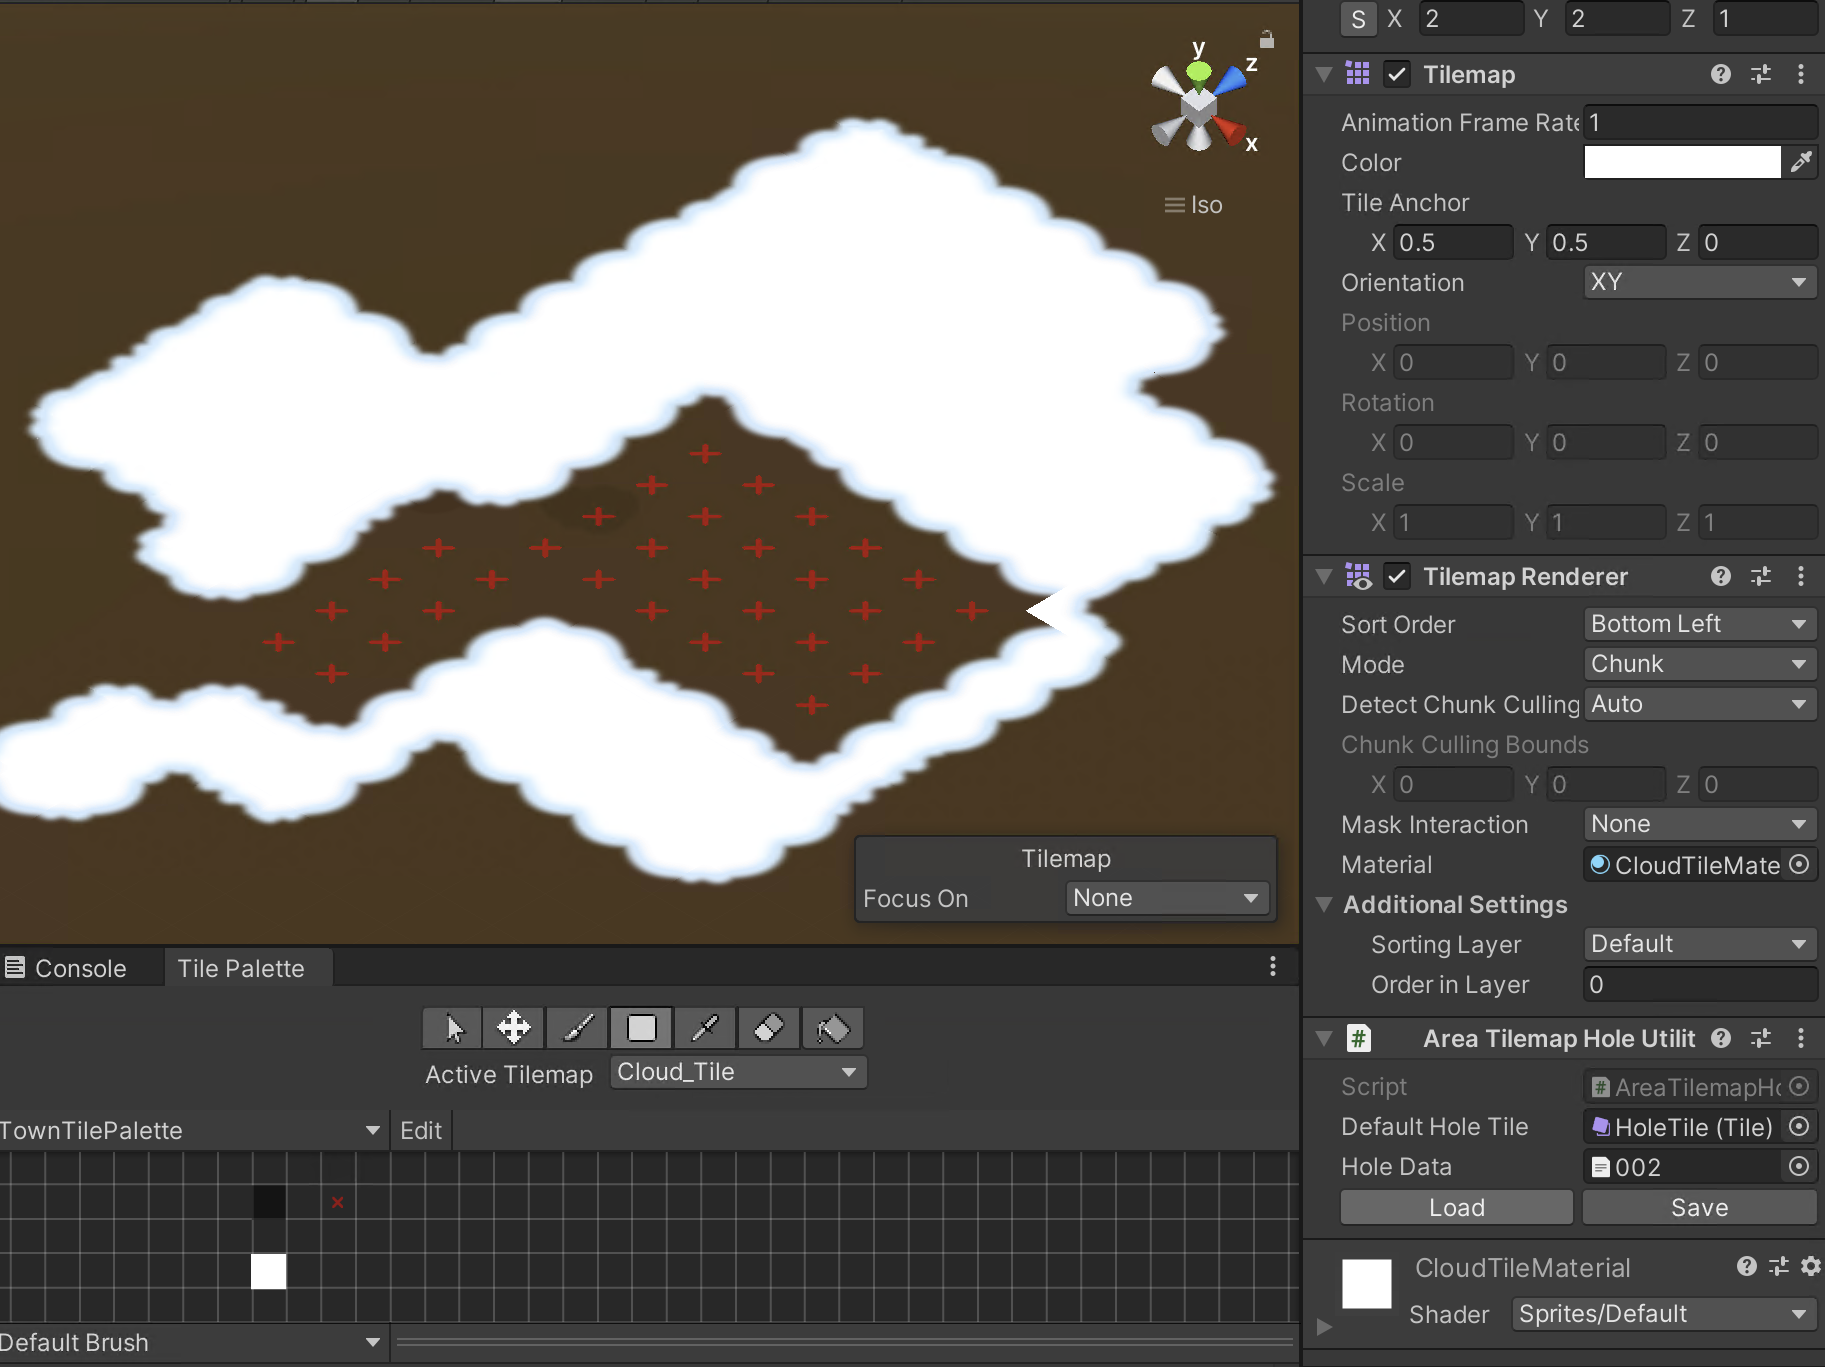 S X 2 Y 2 Z 1
y
z
x
Iso
Tilemap
Animation Frame Rate 1
Color
Tile Anchor
X 0.5 Y 0.5 Z 0
Orientation XY
Position
X 0 Y 0 Z 0
Rotation
X 0 Y 0 Z 0
Scale
X 1 Y 1 Z 1
Tilemap Renderer
Sort Order Bottom Left
Mode Chunk
Detect Chunk Culling Auto
Chunk Culling Bounds
X 0 Y 0 Z 0
Mask Interaction None
Material CloudTileMate
Additional Settings
Sorting Layer Default
Order in Layer 0
Tilemap
Focus On None
Area Tilemap Hole Utilit
Script # AreaTilemapHo
Default Hole Tile HoleTile (Tile)
Hole Data 002
Load Save
CloudTileMaterial
Shader Sprites/Default
Console Tile Palette
Active Tilemap Cloud_Tile
TownTilePalette Edit
Default Brush